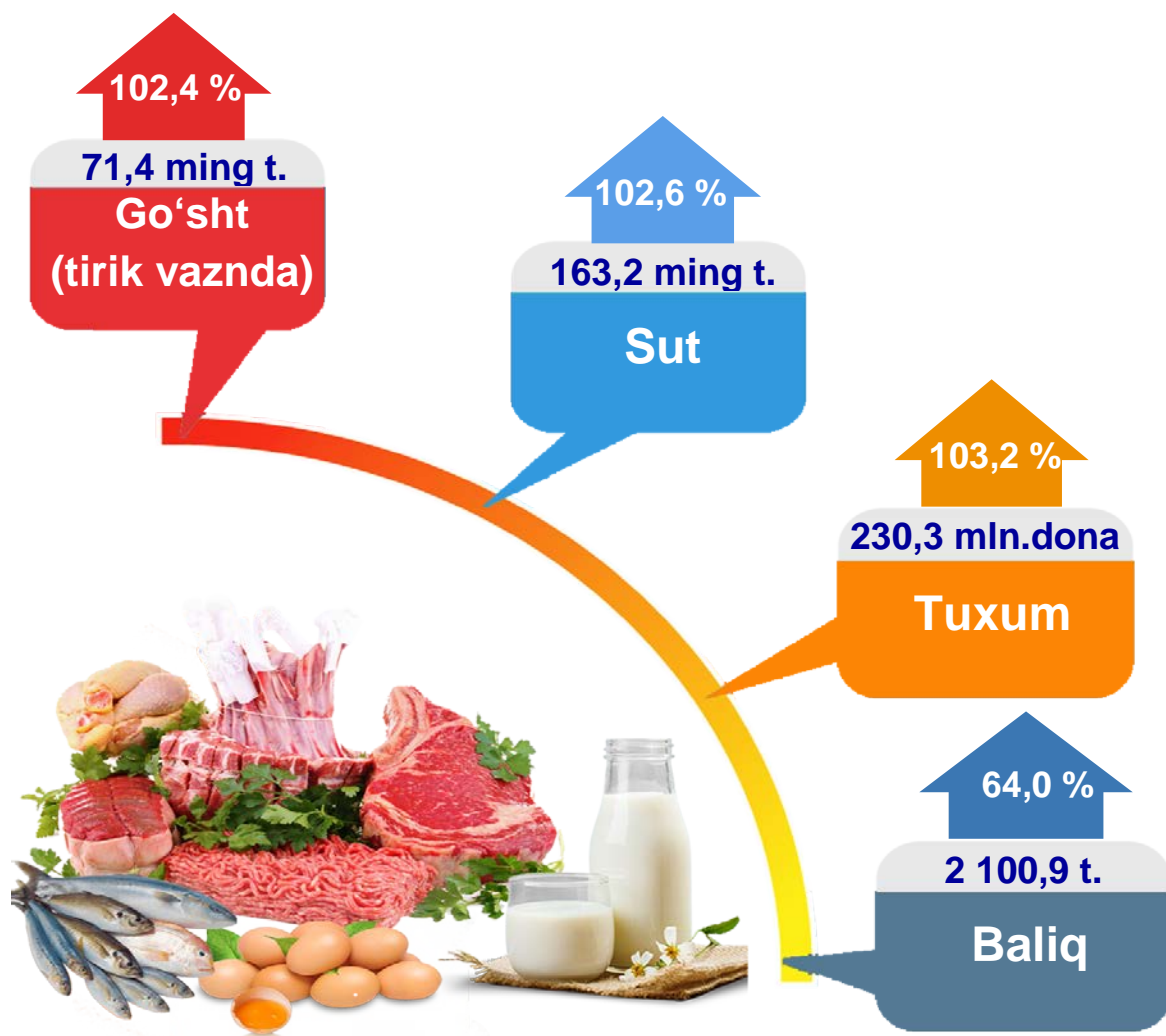 102,4 %
71,4 ming t.
Go‘sht
(tirik vaznda)
102,6 %
163,2 ming t.
Sut
103,2 %
230,3 mln.dona
Tuxum
64,0 %
2 100,9 t.
Baliq